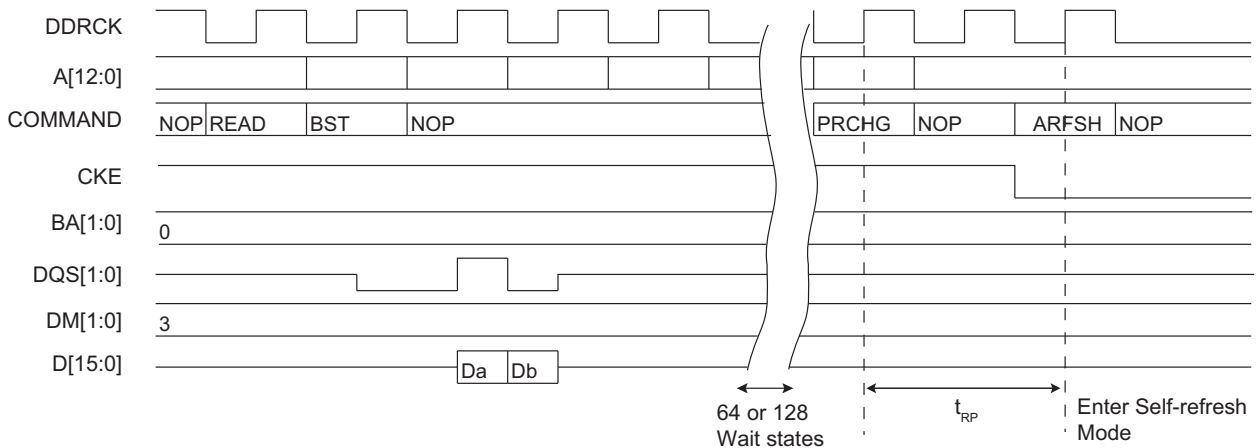 DDRCK
A[12:0]
COMMAND NOP READ BST NOP PRCHG NOP ARFSH NOP
CKE
BA[1:0]
0
DQS[1:0]
DM[1:0]
3
D[15:0] Da Db
64 or 128
Wait states
tRP
Enter Self-refresh
Mode